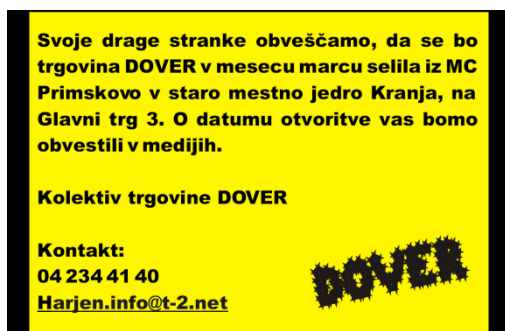 Svoje drage stranke obveščamo, da se bo
trgovina DOVER v mesecu marcu selila iz MC
Primskovo v staro mestno jedro Kranja, na
Glavni trg 3. O datumu otvoritve vas bomo
obvestili v medijih.
Kolektiv trgovine DOVER
Kontakt:
04 234 41 40
Harjen.info@t-2.net
DOVER